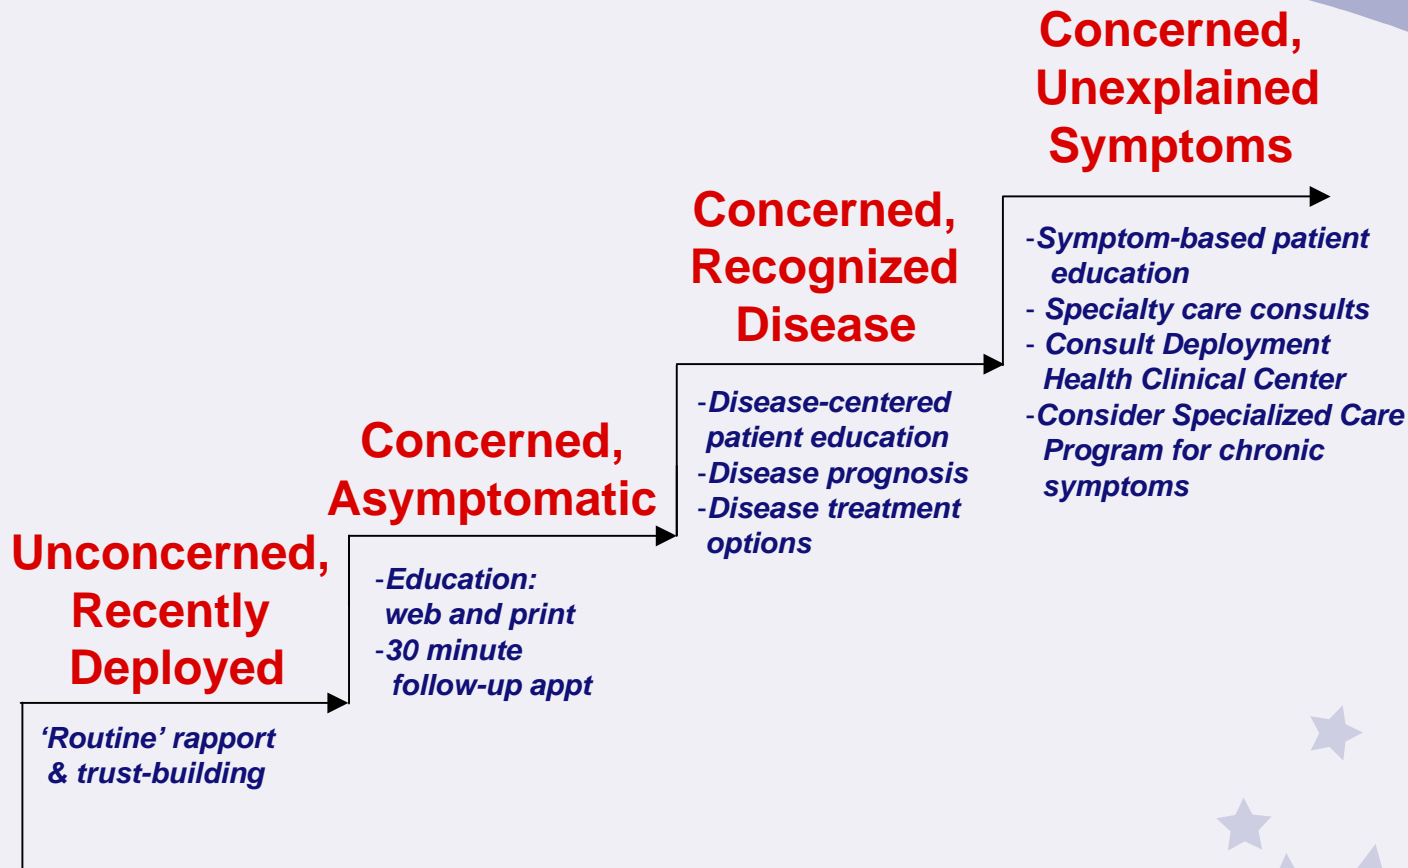 Unconcerned,
Recently
Deployed
‘Routine’ rapport
& trust-building
Concerned,
Asymptomatic
-Education:
web and print
-30 minute
follow-up appt
Concerned,
Recognized
Disease
-Disease-centered
patient education
-Disease prognosis
-Disease treatment
options
Concerned,
Unexplained
Symptoms
-Symptom-based patient
education
- Specialty care consults
- Consult Deployment
Health Clinical Center
-Consider Specialized Care
Program for chronic
symptoms